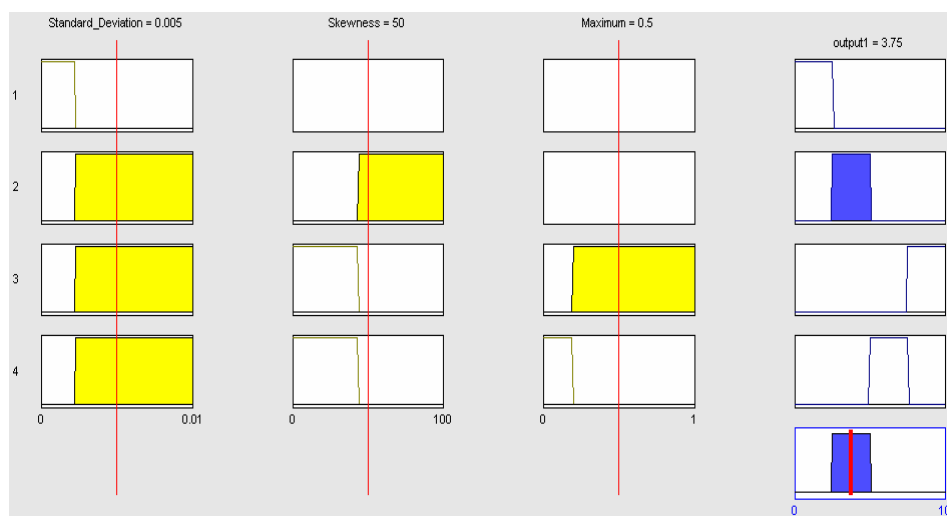 Standard_Deviation = 0.005
Skewness = 50
Maximum = 0.5
output1 = 3.75
1
2
3
4
0 0.01
0 100
0 1
0 10